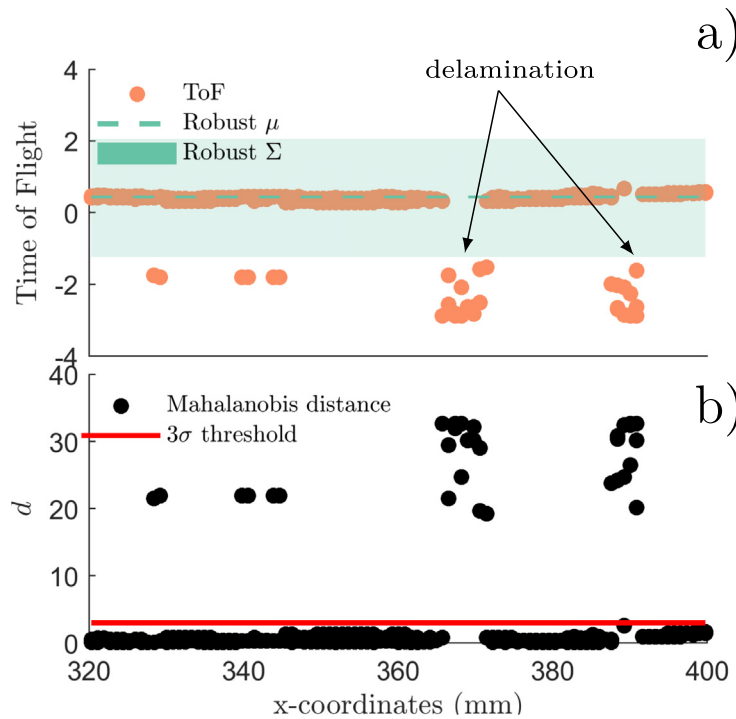 a)
delamination
4
ToF
Robust μ
2
Robust Σ
0
-2
-4
Time of Flight
40
b)
Mahalanobis distance
3σ threshold
30
20
10
0
d
320 340 360 380 400
x-coordinates (mm)